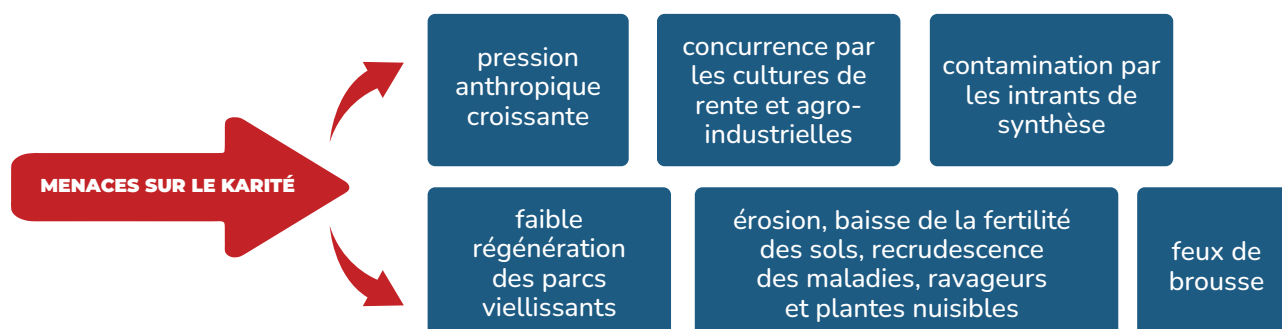 MENACES SUR LE KARITÉ
pression
anthropique
croissante
concurrence par
les cultures de
rente et agro-
industrielles
contamination par
les intrants de
synthèse
faible
régénération
des parcs
viellissants
érosion, baisse de la fertilité
des sols, recrudescence
des maladies, ravageurs
et plantes nuisibles
feux de
brousse